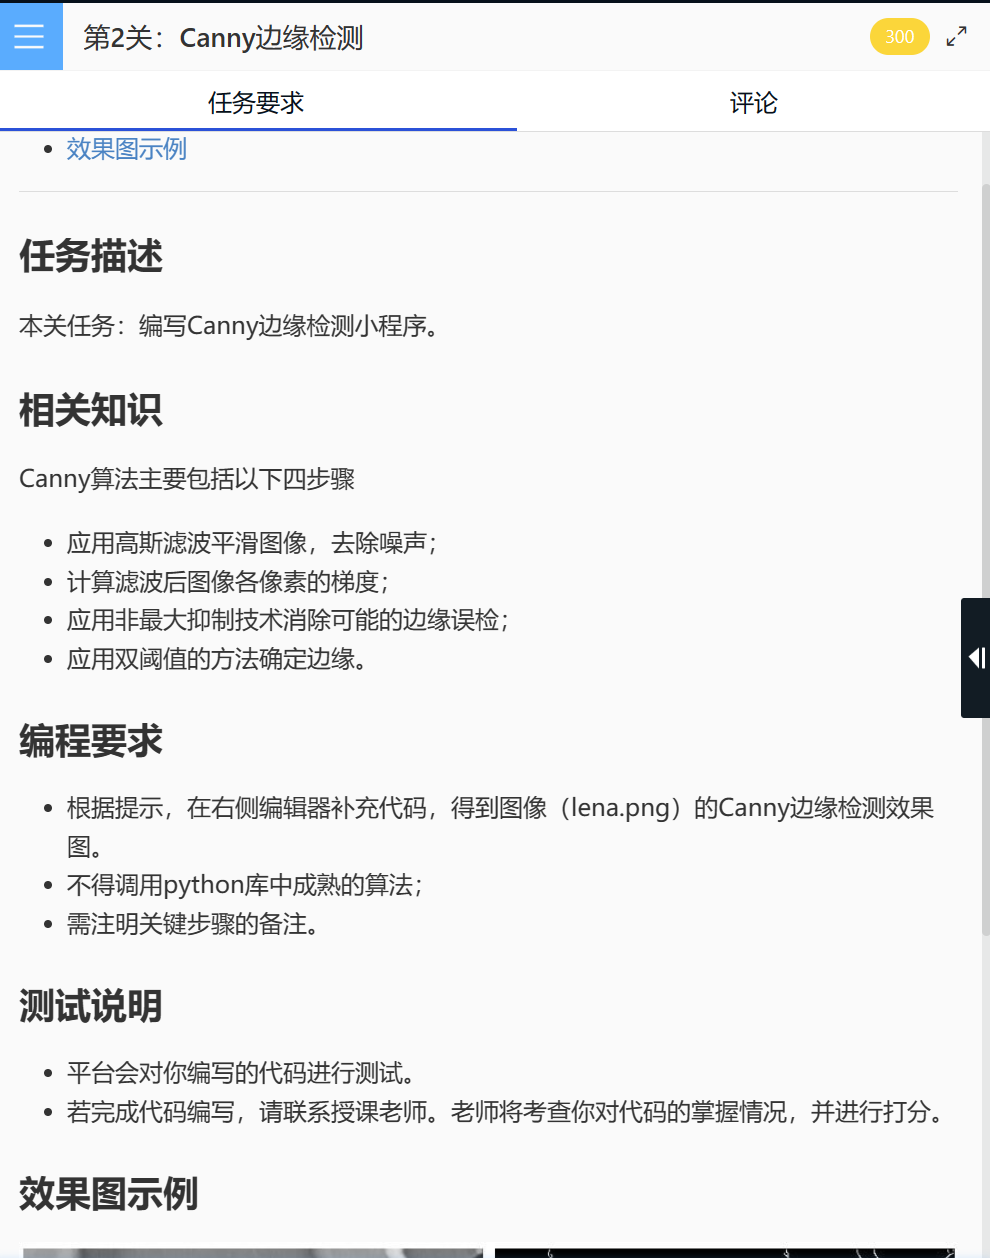 第2关：Canny边缘检测
300
任务要求
评论
效果图示例
任务描述
本关任务：编写Canny边缘检测小程序。
相关知识
Canny算法主要包括以下四步骤
应用高斯滤波平滑图像，去除噪声；
计算滤波后图像各像素的梯度；
应用非最大抑制技术消除可能的边缘误检；
应用双阈值的方法确定边缘。
编程要求
根据提示，在右侧编辑器补充代码，得到图像（lena.png）的Canny边缘检测效果
图。
不得调用python库中成熟的算法；
需注明关键步骤的备注。
测试说明
平台会对你编写的代码进行测试。
若完成代码编写，请联系授课老师。老师将考查你对代码的掌握情况，并进行打分。
效果图示例